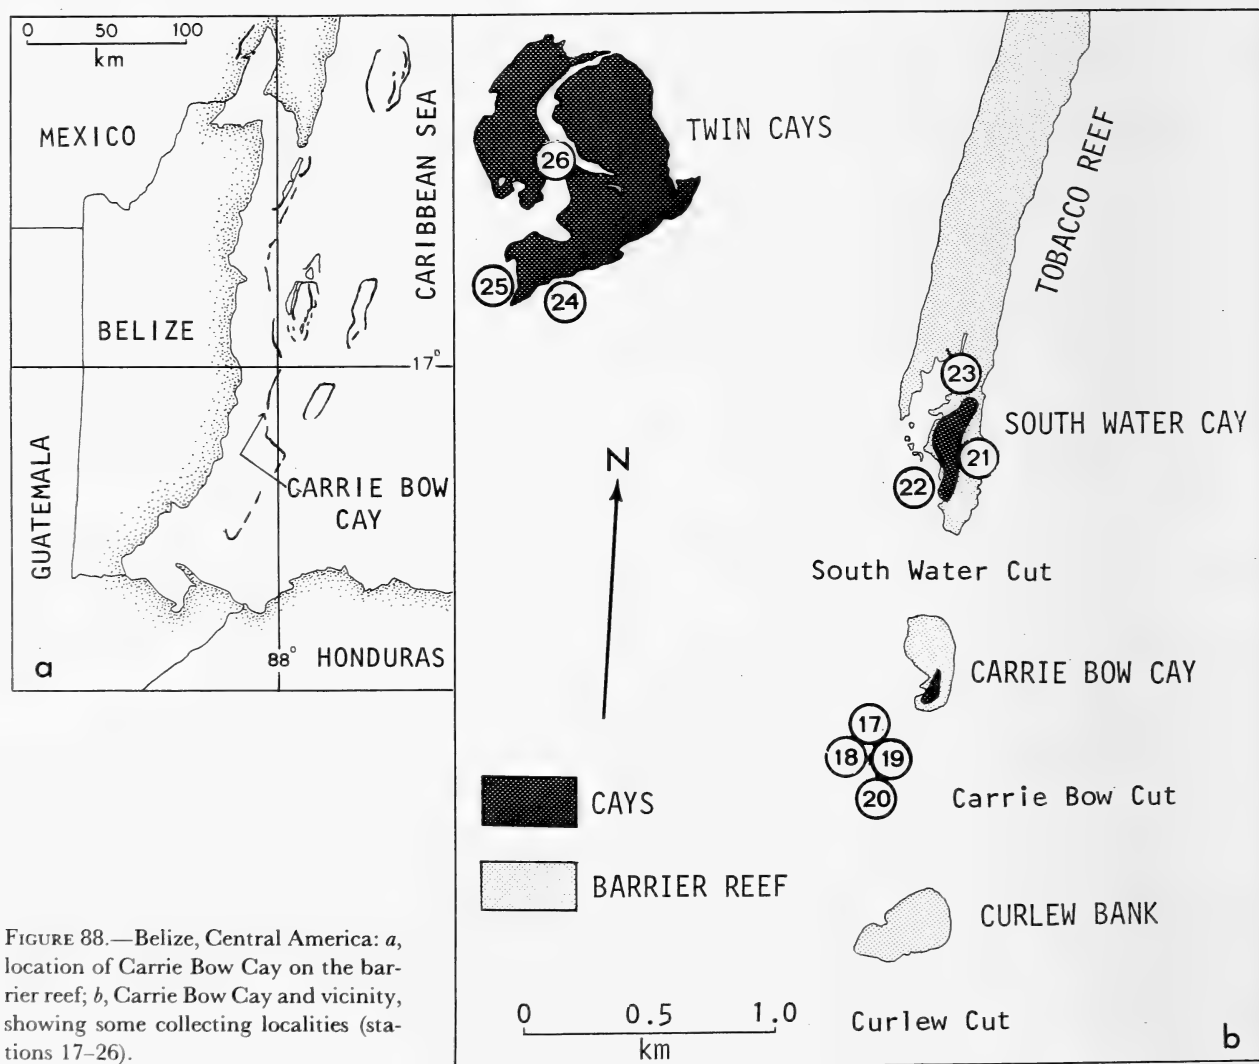 0 50 100
km
MEXICO
CARIBBEAN SEA
BELIZE
17°
GUATEMALA
CARRIE BOW
CAY
88° HONDURAS
a
TWIN CAYS
26
25
24
TOBACCO REEF
23
SOUTH WATER CAY
21
22
N
South Water Cut
CARRIE BOW CAY
17
18 19
20
Carrie Bow Cut
CAYS
BARRIER REEF
CURLEW BANK
0 0.5 1.0
km
Curlew Cut
b
FIGURE 88.—Belize, Central America: a,
location of Carrie Bow Cay on the bar-
rier reef; b, Carrie Bow Cay and vicinity,
showing some collecting localities (sta-
tions 17–26).